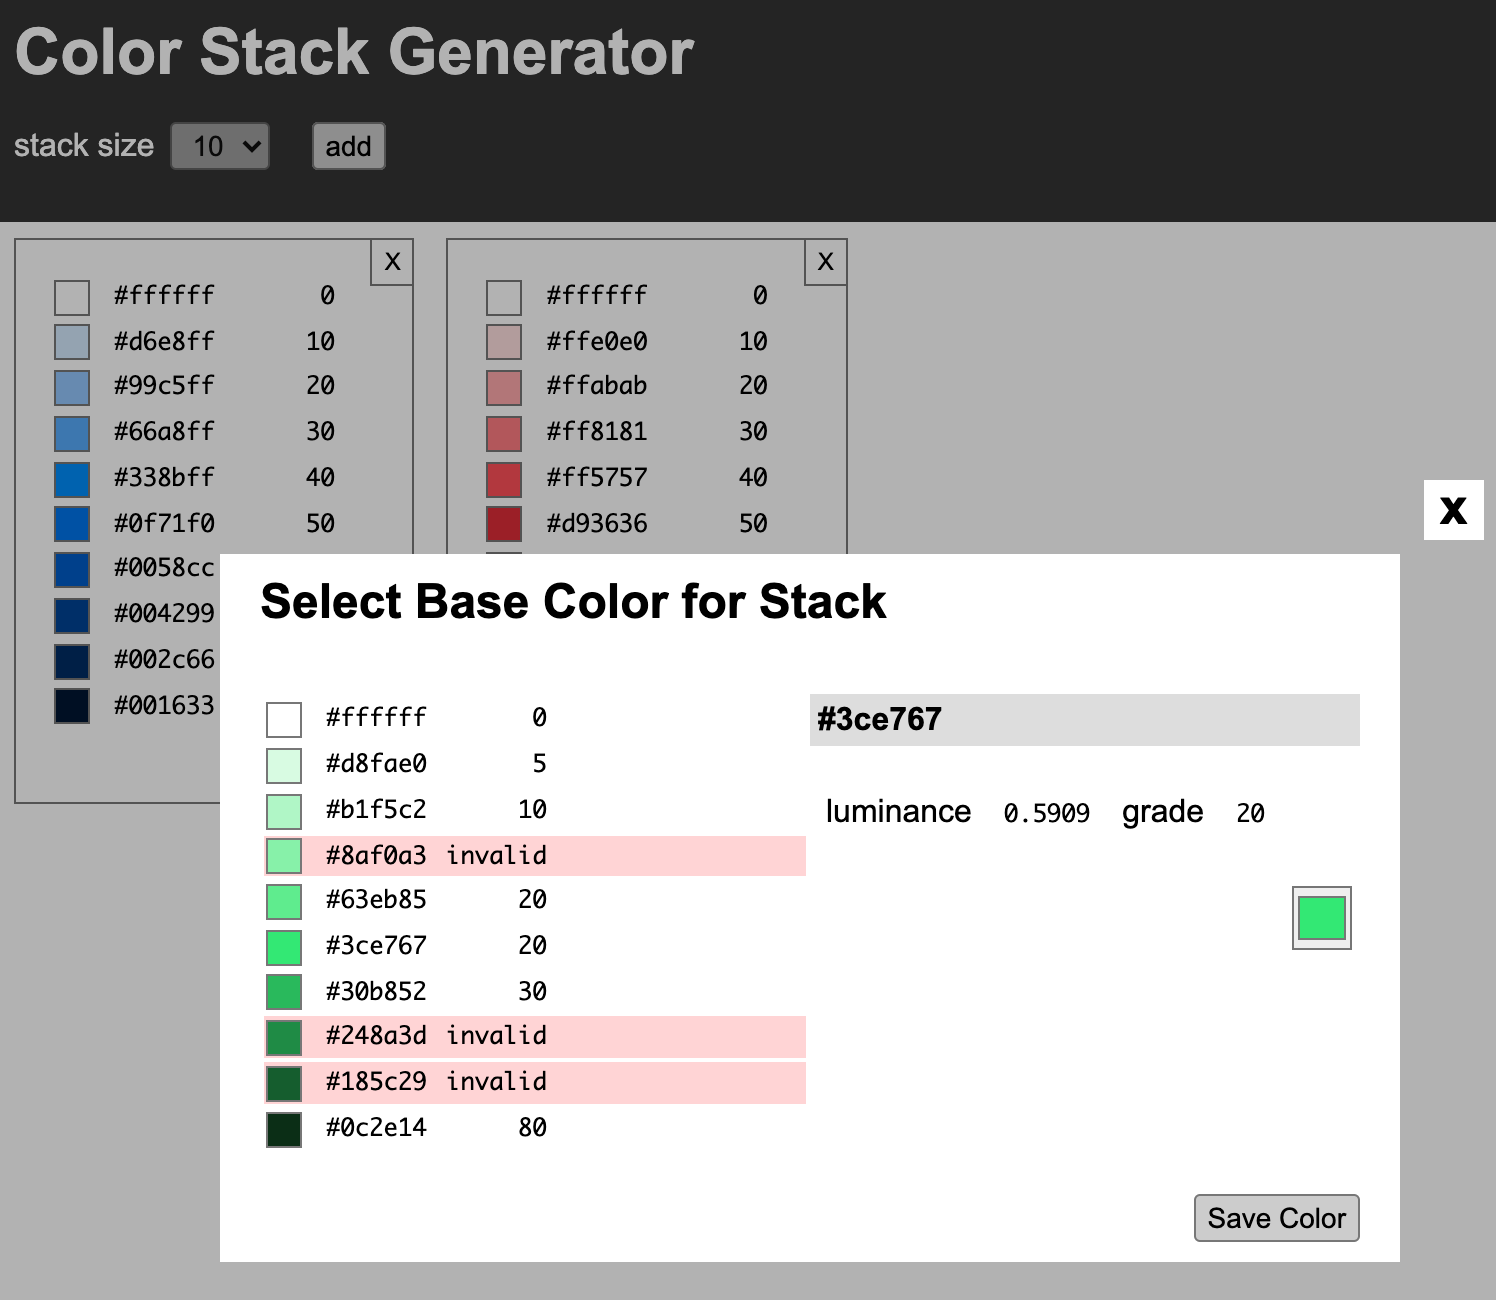 Color Stack Generator
stack size 10 add
X
#ffffff 0
#d6e8ff 10
#99c5ff 20
#66a8ff 30
#338bff 40
#0f71f0 50
#0058cc
#004299
#002c66
#001633
X
#ffffff 0
#ffe0e0 10
#ffabab 20
#ff8181 30
#ff5757 40
#d93636 50
X
Select Base Color for Stack
#ffffff 0
#d8fae0 5
#b1f5c2 10
#8af0a3 invalid
#63eb85 20
#3ce767 20
#30b852 30
#248a3d invalid
#185c29 invalid
#0c2e14 80
#3ce767
luminance 0.5909 grade 20
Save Color